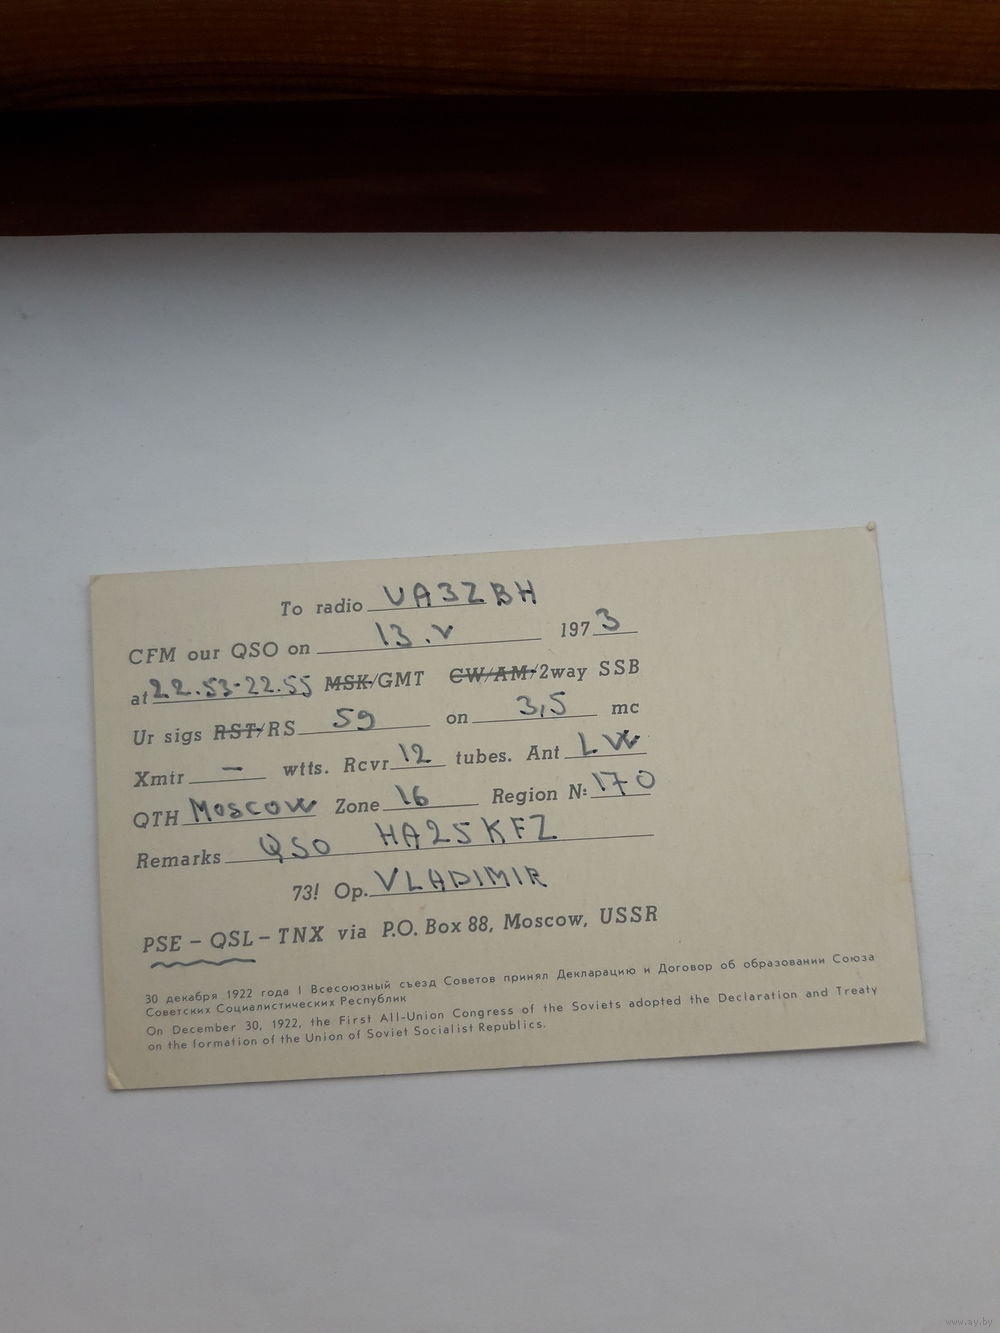 To radio UA3ZBH
CFM our QSO on 13.V 1973
at 22.53-22.55 MSK/GMT CW/AM/2way SSB
Ur sigs RST/RS 59 on 3,5 mc
Xmtr — wtts. Rcvr 12 tubes. Ant LW
QTH Moscow Zone 16 Region N: 170
Remarks QSO HA25KFZ
73! Op. VLADIMIR
PSE – QSL – TNX via P.O. Box 88, Moscow, USSR
30 декабря 1922 года I Всесоюзный съезд Советов принял Декларацию и Договор об образовании Союза
Советских Социалистических Республик
On December 30, 1922, the First All-Union Congress of the Soviets adopted the Declaration and Treaty
on the formation of the Union of Soviet Socialist Republics.
www.ay.by